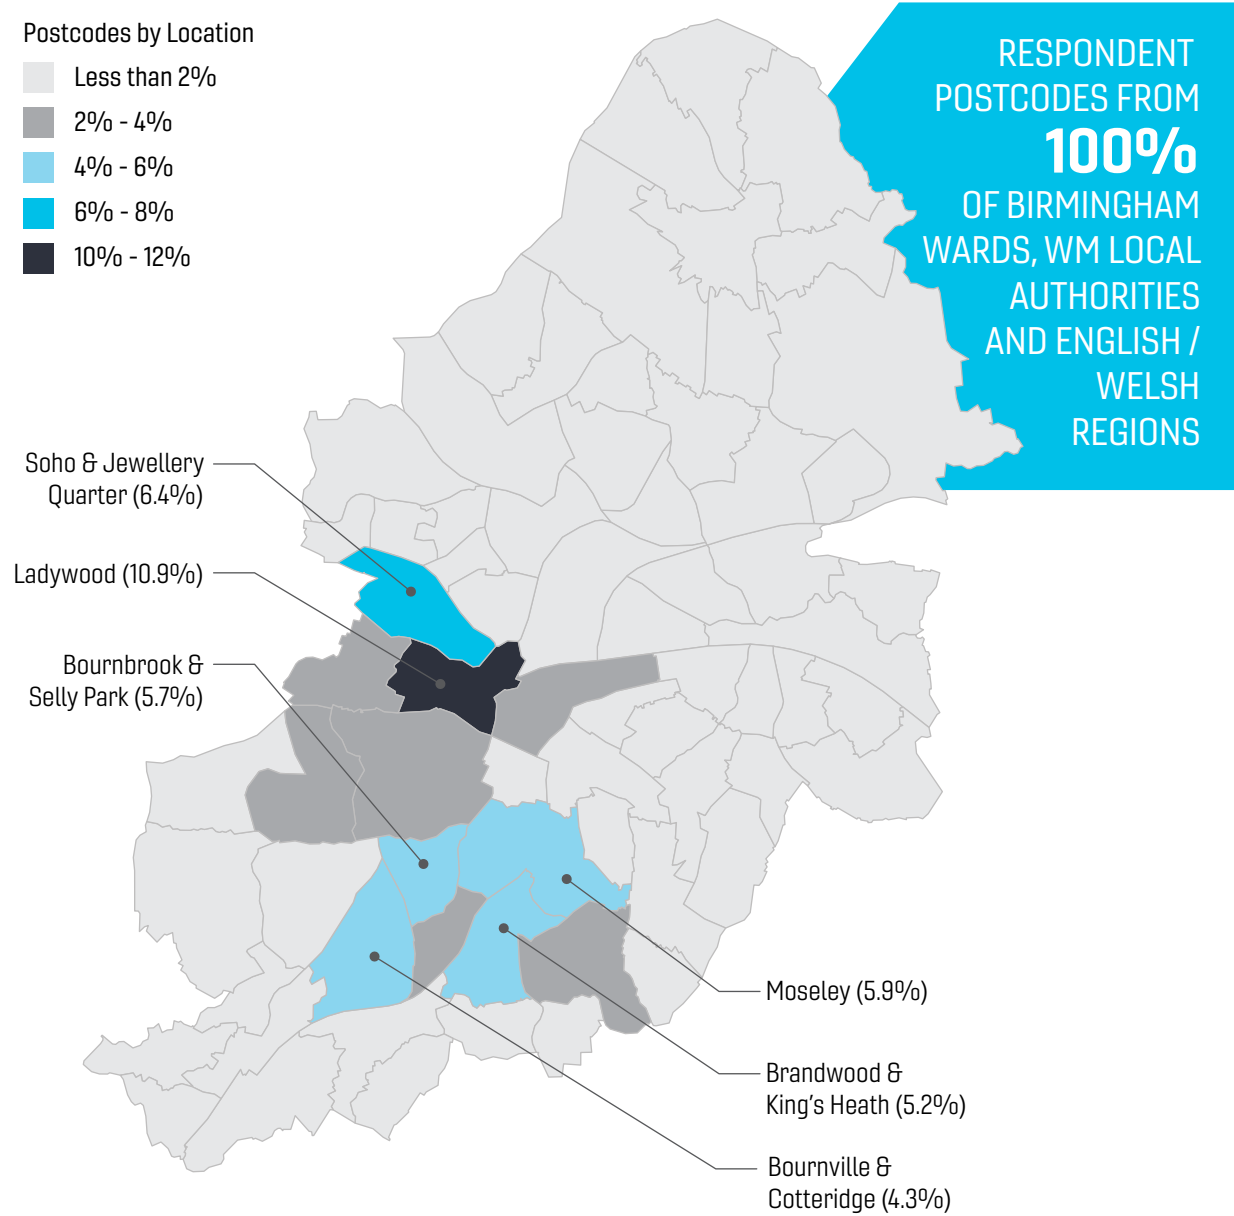 Postcodes by Location
Less than 2%
2% - 4%
4% - 6%
6% - 8%
10% - 12%
RESPONDENT
POSTCODES FROM
100%
OF BIRMINGHAM
WARDS, WM LOCAL
AUTHORITIES
AND ENGLISH /
WELSH
REGIONS
Soho & Jewellery
Quarter (6.4%)
Ladywood (10.9%)
Bournbrook &
Selly Park (5.7%)
Moseley (5.9%)
Brandwood &
King's Heath (5.2%)
Bournville &
Cotteridge (4.3%)